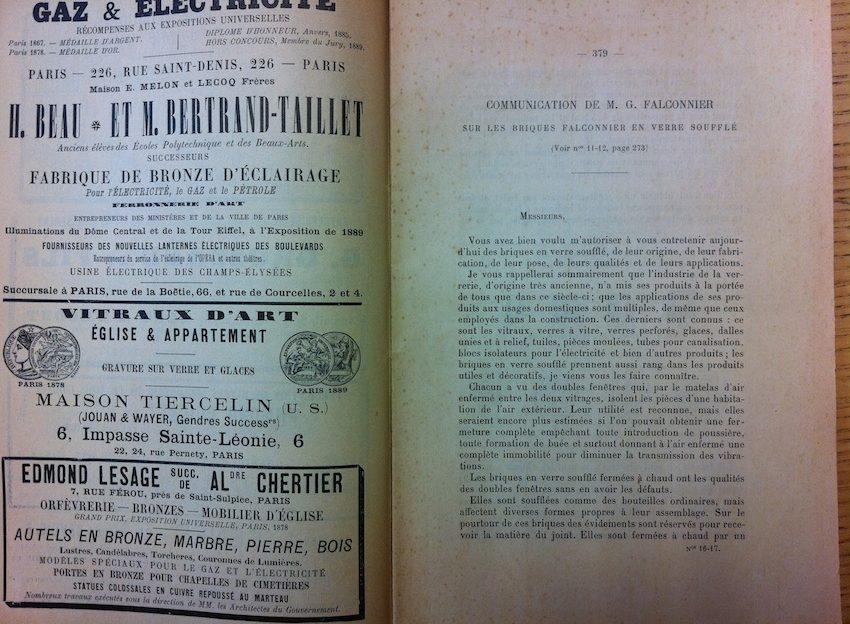 GAZ & ÉLECTRICITÉ
RÉCOMPENSES AUX EXPOSITIONS UNIVERSELLES
Paris 1867. — MÉDAILLE D'ARGENT.
Paris 1878. — MÉDAILLE D'OR.
DIPLOME D'HONNEUR, Anvers, 1885.
HORS CONCOURS, Membre du Jury, 1889.
PARIS — 226, RUE SAINT-DENIS, 226 — PARIS
Maison E. MELON et LECOQ Frères
H. BEAU * ET M. BERTRAND-TAILLET
Anciens élèves des Écoles Polytechnique et des Beaux-Arts.
SUCCESSEURS
FABRIQUE DE BRONZE D'ÉCLAIRAGE
Pour l'ÉLECTRICITÉ, le GAZ et le PÉTROLE
FERRONNERIE D'ART
ENTREPRENEURS DES MINISTÈRES ET DE LA VILLE DE PARIS
Illuminations du Dôme Central et de la Tour Eiffel, à l'Exposition de 1889
FOURNISSEURS DES NOUVELLES LANTERNES ÉLECTRIQUES DES BOULEVARDS
Entrepreneurs du service de l'éclairage de l'OPÉRA et autres théâtres.
USINE ÉLECTRIQUE DES CHAMPS-ÉLYSÉES
Succursale à PARIS, rue de la Boëtie, 66, et rue de Courcelles, 2 et 4.
VITRAUX D'ART
ÉGLISE & APPARTEMENT
GRAVURE SUR VERRE ET GLACES
PARIS 1878
PARIS 1889
MAISON TIERCELIN (U. S.)
(JOUAN & WAYER, Gendres Success^rs)
6, Impasse Sainte-Léonie, 6
22, 24, rue Pernety, PARIS
EDMOND LESAGE SUCC. DE AL^DRE CHERTIER
7, RUE FÉROU, près de Saint-Sulpice, PARIS
ORFÈVRERIE — BRONZES — MOBILIER D'ÉGLISE
GRAND PRIX. EXPOSITION UNIVERSELLE, PARIS, 1878
AUTELS EN BRONZE, MARBRE, PIERRE, BOIS
Lustres, Candélabres, Torcheres, Couronnes de Lumières.
MODÈLES SPÉCIAUX POUR LE GAZ ET L'ÉLECTRICITÉ
PORTES EN BRONZE POUR CHAPELLES DE CIMETIÈRES
STATUES COLOSSALES EN CUIVRE REPOUSSÉ AU MARTEAU
Nombreux travaux exécutés sous la direction de MM. les Architectes du Gouvernement.
— 379 —
COMMUNICATION DE M. G. FALCONNIER
SUR LES BRIQUES FALCONNIER EN VERRE SOUFFLÉ
(Voir n^os 11-12, page 273)
MESSIEURS,
Vous avez bien voulu m'autoriser à vous entretenir aujour-
d'hui des briques en verre soufflé, de leur origine, de leur fabri-
cation, de leur pose, de leurs qualités et de leurs applications.
Je vous rappellerai sommairement que l'industrie de la ver-
rerie, d'origine très ancienne, n'a mis ses produits à la portée
de tous que dans ce siècle-ci; que les applications de ses pro-
duits aux usages domestiques sont multiples, de même que ceux
employés dans la construction. Ces derniers sont connus : ce
sont les vitraux, verres à vitre, verres perforés, glaces, dalles
unies et à relief, tuiles, pièces moulées, tubes pour canalisation,
blocs isolateurs pour l'électricité et bien d'autres produits; les
briques en verre soufflé prennent aussi rang dans les produits
utiles et décoratifs, je viens vous les faire connaître.
Chacun a vu des doubles fenêtres qui, par le matelas d'air
enfermé entre les deux vitrages, isolent les pièces d'une habita-
tion de l'air extérieur. Leur utilité est reconnue, mais elles
seraient encore plus estimées si l'on pouvait obtenir une fer-
meture complète empêchant toute introduction de poussière,
toute formation de buée et surtout donnant à l'air enfermé une
complète immobilité pour diminuer la transmission des vibra-
tions.
Les briques en verre soufflé fermées à chaud ont les qualités
des doubles fenêtres sans en avoir les défauts.
Elles sont soufflées comme des bouteilles ordinaires, mais
affectent diverses formes propres à leur assemblage. Sur le
pourtour de ces briques des évidements sont réservés pour rece-
voir la matière du joint. Elles sont fermées à chaud par un
N^os 16-17.